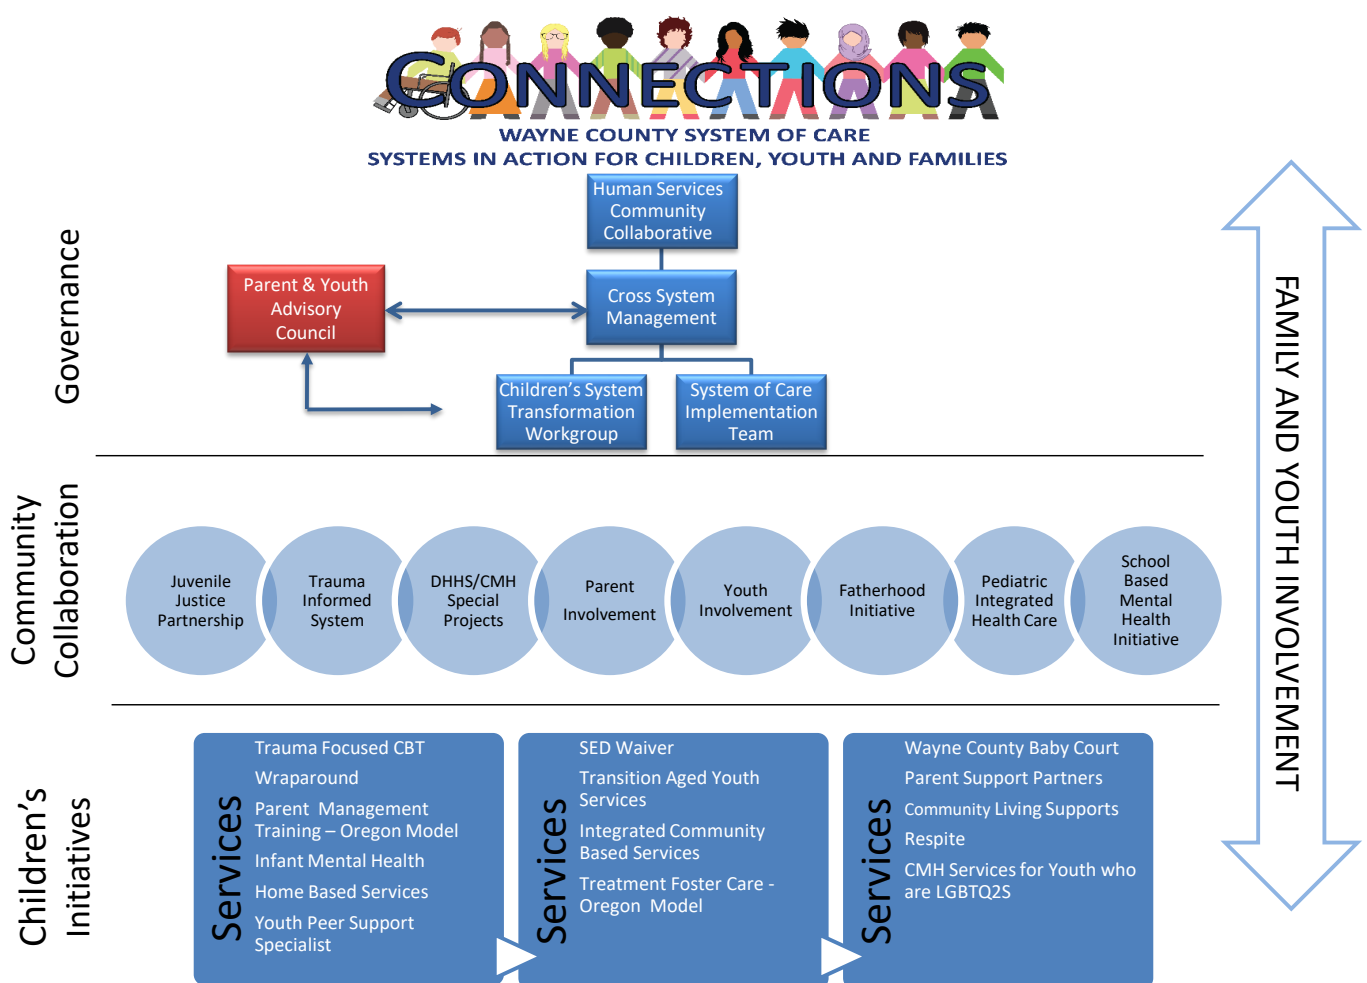 CONNECTIONS
WAYNE COUNTY SYSTEM OF CARE
SYSTEMS IN ACTION FOR CHILDREN, YOUTH AND FAMILIES
Governance
Human Services
Community
Collaborative
Parent & Youth
Advisory
Council
Cross System
Management
Children’s System
Transformation
Workgroup
System of Care
Implementation
Team
FAMILY AND YOUTH INVOLVEMENT
Community
Collaboration
Juvenile
Justice
Partnership
Trauma
Informed
System
DHHS/CMH
Special
Projects
Parent
Involvement
Youth
Involvement
Fatherhood
Initiative
Pediatric
Integrated
Health Care
School
Based
Mental
Health
Initiative
Children’s
Initiatives
Services
Trauma Focused CBT
Wraparound
Parent Management
Training – Oregon Model
Infant Mental Health
Home Based Services
Youth Peer Support
Specialist
Services
SED Waiver
Transition Aged Youth
Services
Integrated Community
Based Services
Treatment Foster Care -
Oregon Model
Services
Wayne County Baby Court
Parent Support Partners
Community Living Supports
Respite
CMH Services for Youth who
are LGBTQ2S